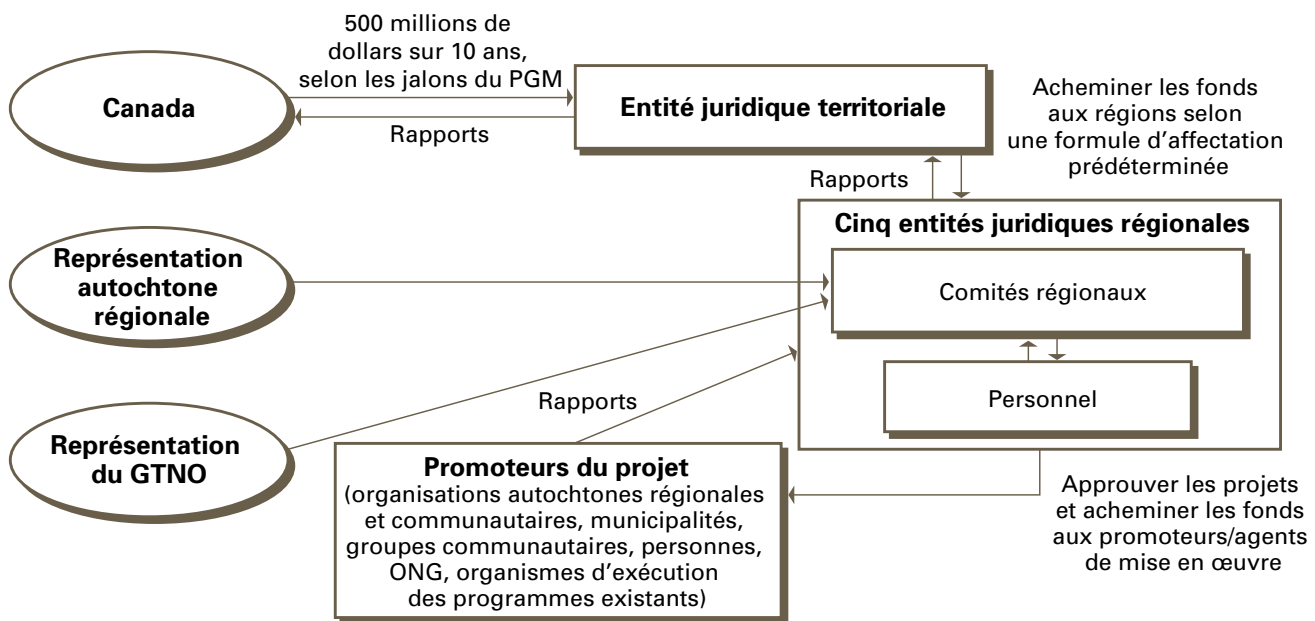 500 millions de
dollars sur 10 ans,
selon les jalons du PGM
Canada
Rapports
Entité juridique territoriale
Acheminer les fonds
aux régions selon
une formule d'affectation
prédéterminée
Rapports
Cinq entités juridiques régionales
Représentation
autochtone
régionale
Comités régionaux
Personnel
Rapports
Représentation
du GTNO
Promoteurs du projet
(organisations autochtones régionales
et communautaires, municipalités,
groupes communautaires, personnes,
ONG, organismes d'exécution
des programmes existants)
Approuver les projets
et acheminer les fonds
aux promoteurs/agents
de mise en œuvre